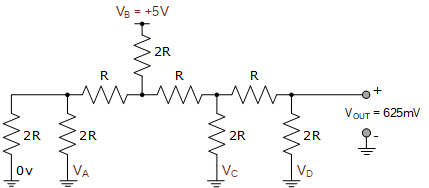 V_B = +5V
2R
R R R
+
V_OUT = 625mV
2R 2R 2R 2R
-
0v V_A V_C V_D